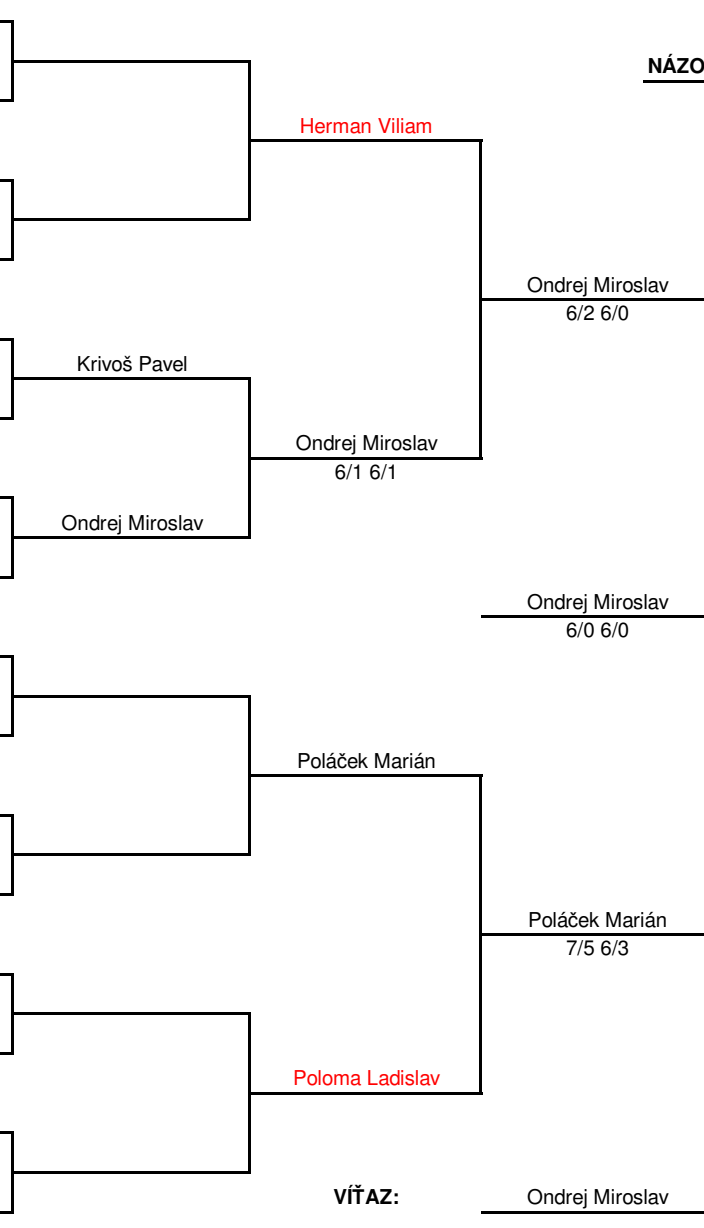 NÁZO
Herman Viliam
Ondrej Miroslav
6/2 6/0
Krivoš Pavel
Ondrej Miroslav
6/1 6/1
Ondrej Miroslav
Ondrej Miroslav
6/0 6/0
Poláček Marián
Poláček Marián
7/5 6/3
Poloma Ladislav
VÍŤAZ: Ondrej Miroslav